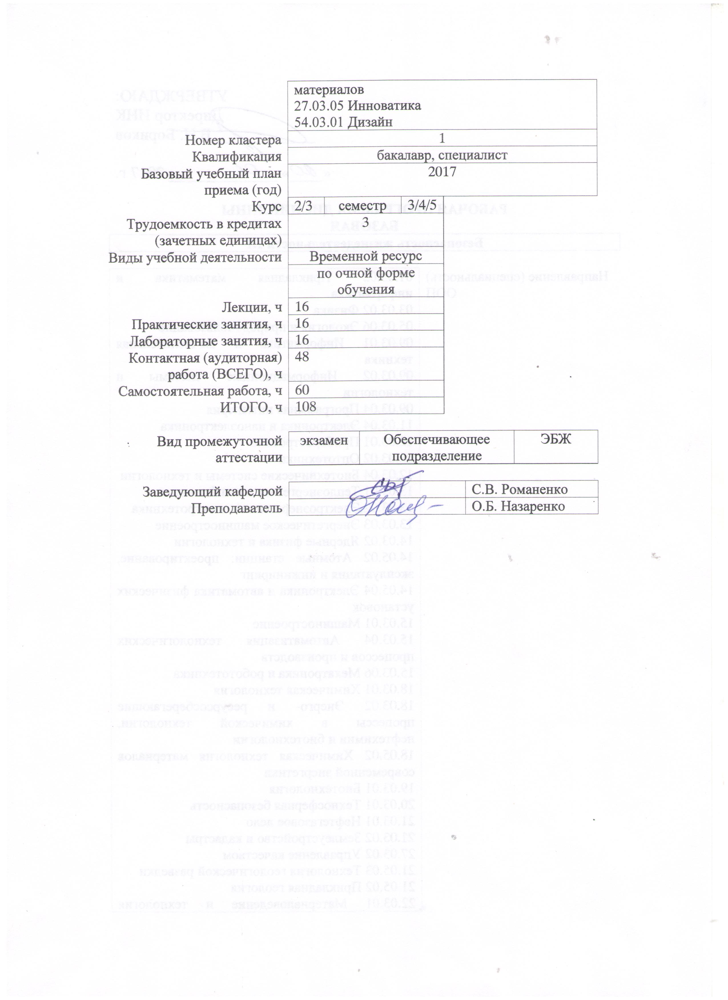 материалов
27.03.05 Инноватика
54.03.01 Дизайн
Номер кластера 1
Квалификация бакалавр, специалист
Базовый учебный план 2017
приема (год)
Курс 2/3 семестр 3/4/5
Трудоемкость в кредитах 3
(зачетных единицах)
Виды учебной деятельности Временной ресурс
по очной форме
обучения
Лекции, ч 16
Практические занятия, ч 16
Лабораторные занятия, ч 16
Контактная (аудиторная) 48
работа (ВСЕГО), ч
Самостоятельная работа, ч 60
ИТОГО, ч 108
Вид промежуточной экзамен Обеспечивающее ЭБЖ
аттестации подразделение
Заведующий кафедрой С.В. Романенко
Преподаватель О.Б. Назаренко